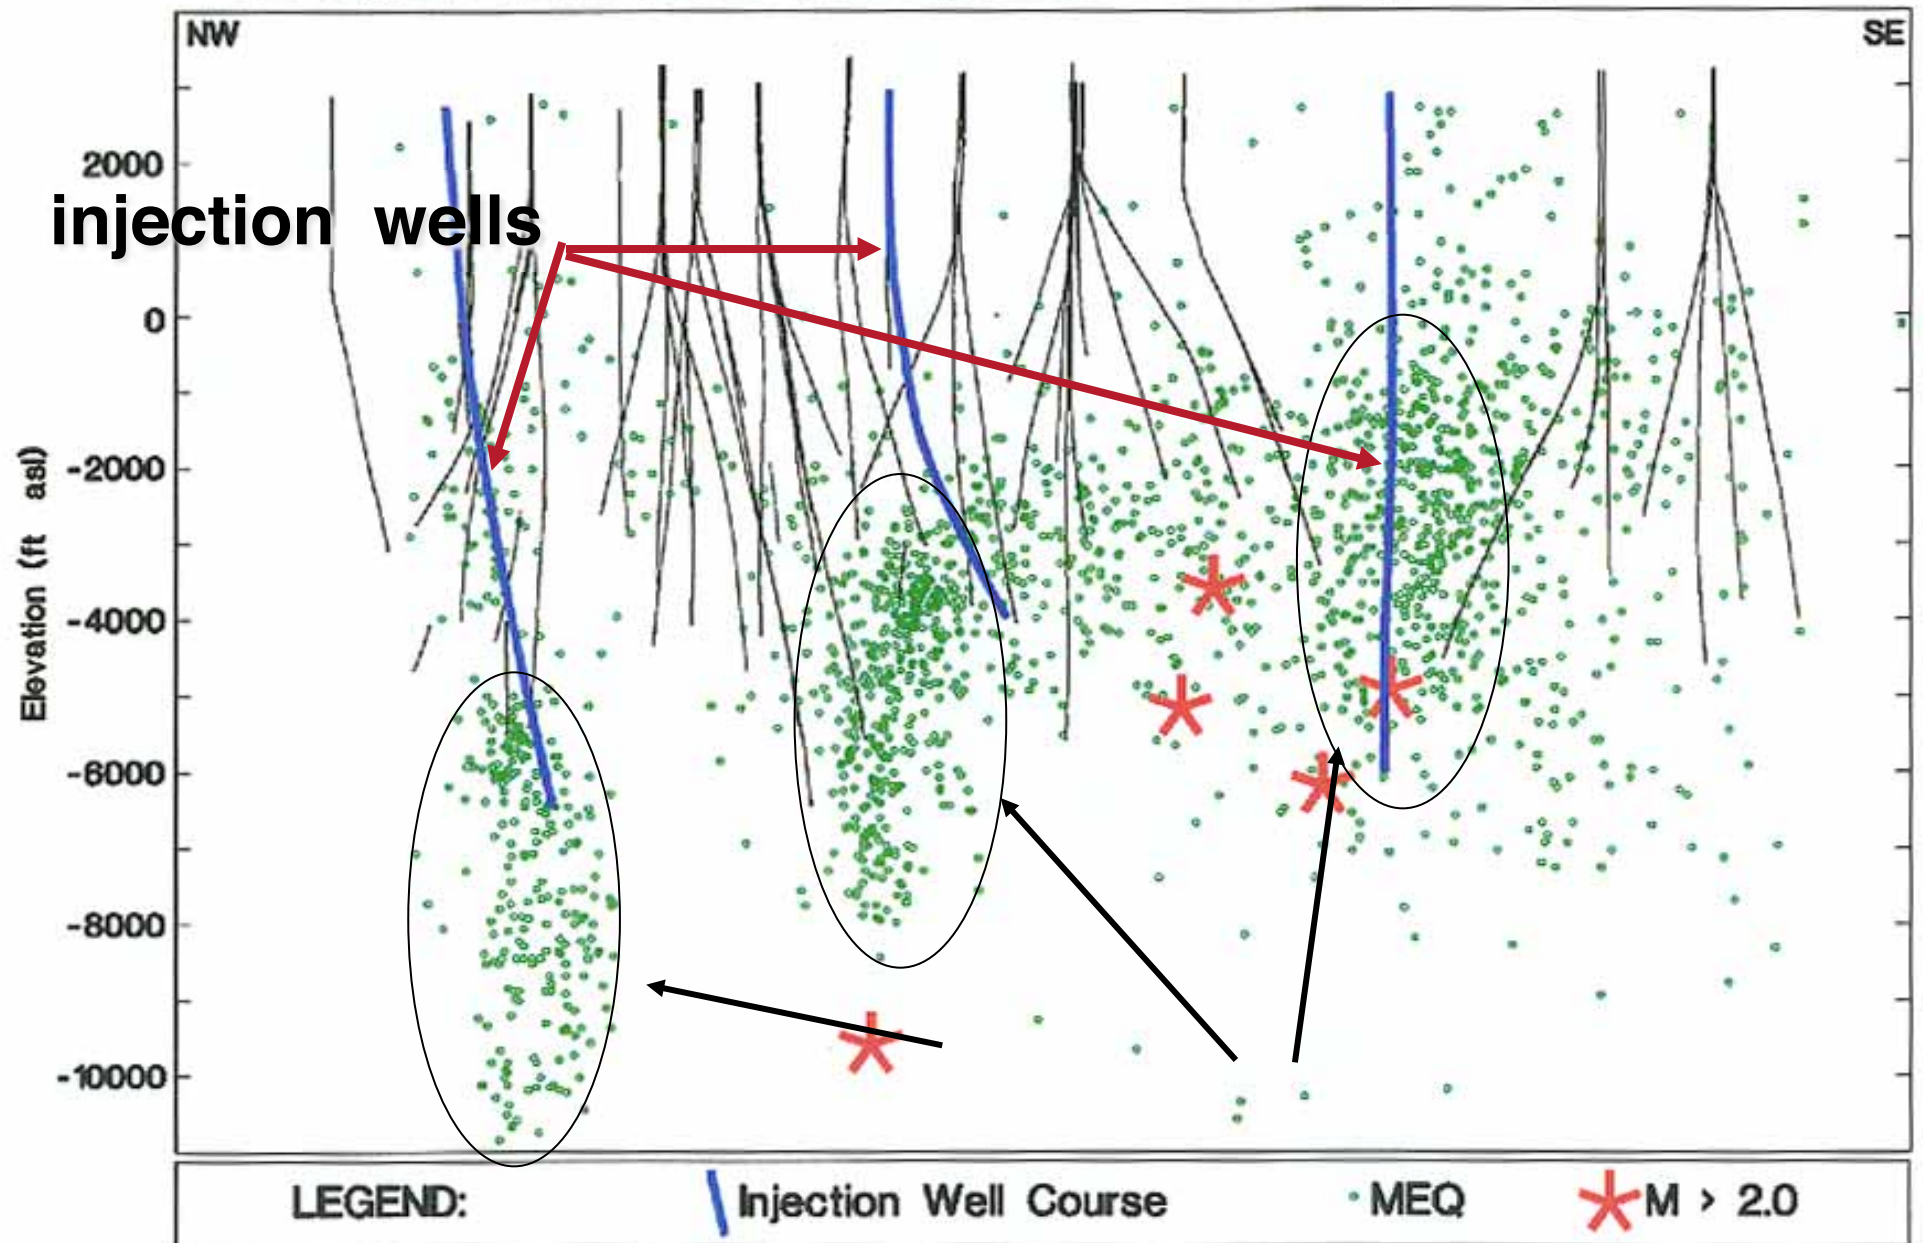 NW SE
2000
injection wells
0
-2000
-4000
-6000
-8000
-10000
Elevation (ft asl)
LEGEND: Injection Well Course MEQ M > 2.0